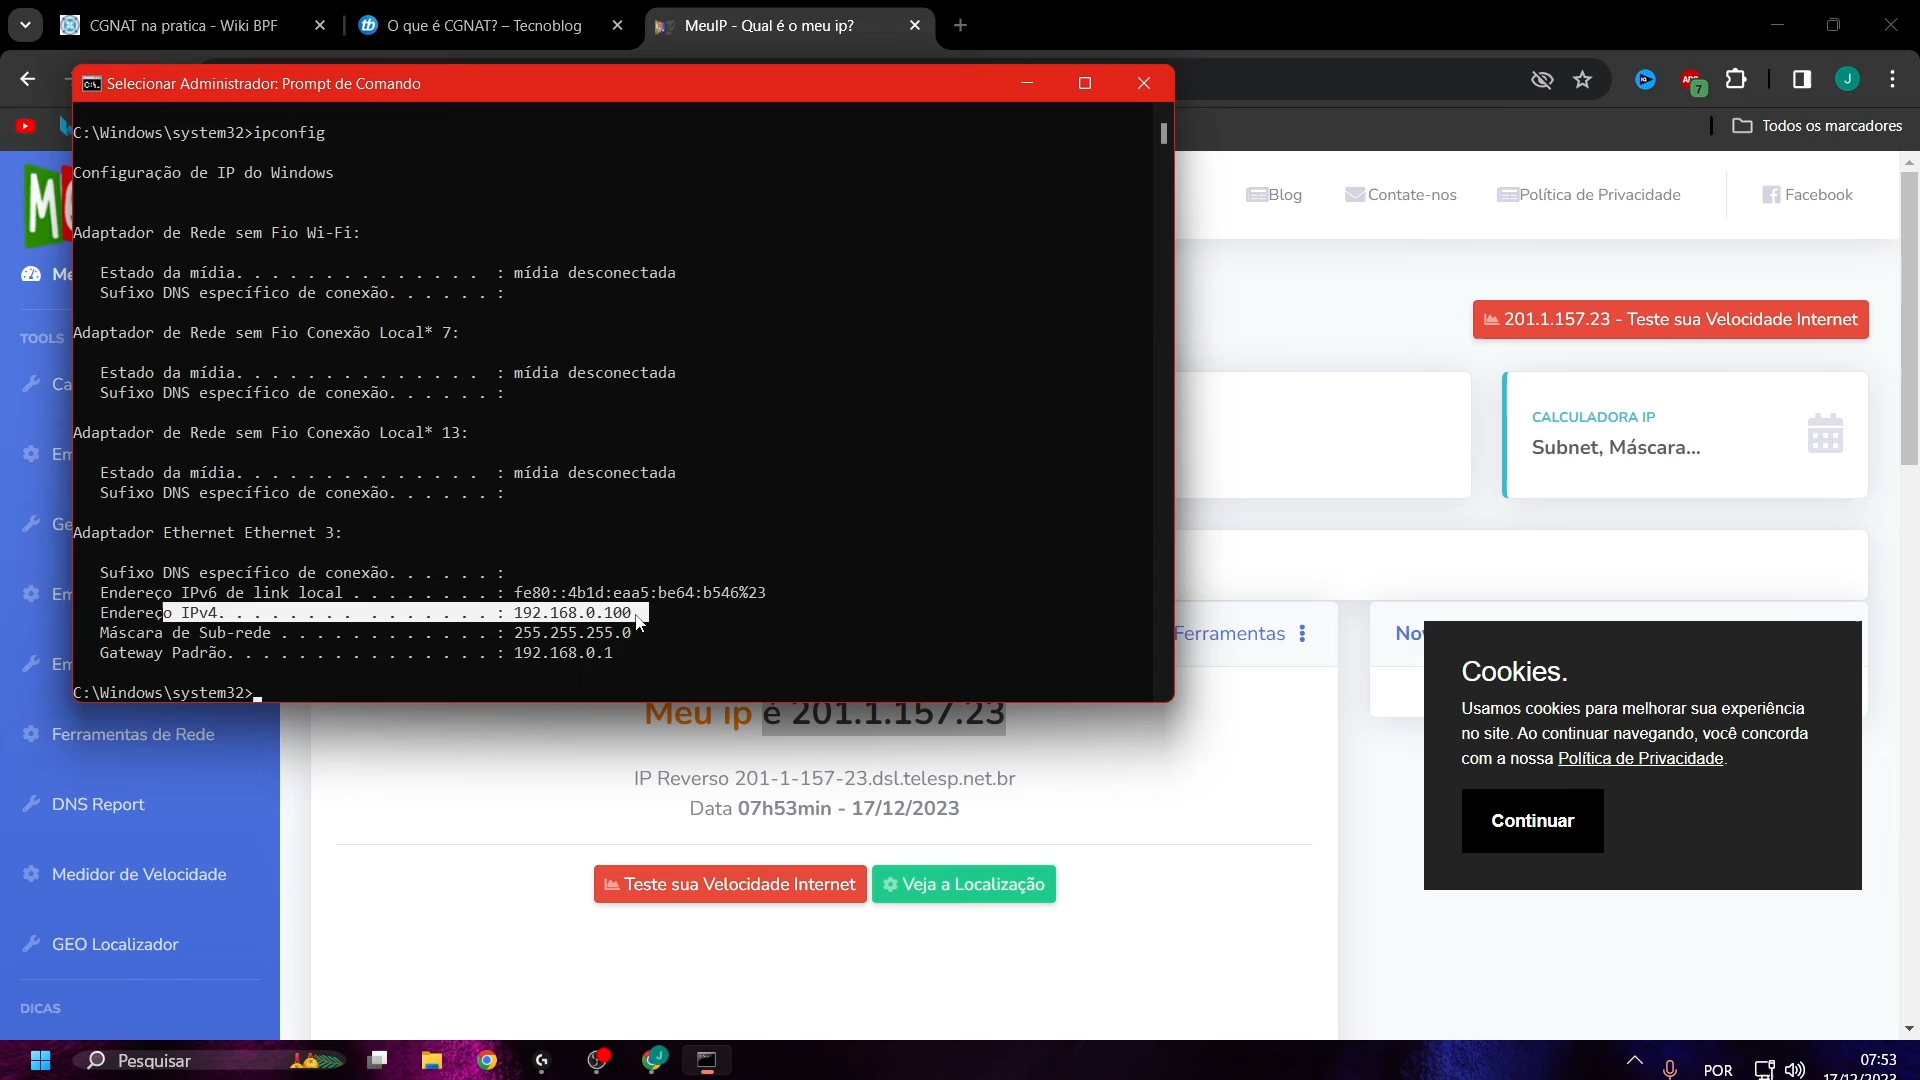 CGNAT na pratica - Wiki BPF
O que é CGNAT? – Tecnoblog
MeuIP - Qual é o meu ip?
Selecionar Administrador: Prompt de Comando
7
J
Todos os marcadores
C:\Windows\system32>ipconfig
Configuração de IP do Windows
Adaptador de Rede sem Fio Wi-Fi:
Estado da mídia. . . . . . . . . . . . . . : mídia desconectada
Sufixo DNS específico de conexão. . . . . . :
Adaptador de Rede sem Fio Conexão Local* 7:
Estado da mídia. . . . . . . . . . . . . . : mídia desconectada
Sufixo DNS específico de conexão. . . . . . :
Adaptador de Rede sem Fio Conexão Local* 13:
Estado da mídia. . . . . . . . . . . . . . : mídia desconectada
Sufixo DNS específico de conexão. . . . . . :
Adaptador Ethernet Ethernet 3:
Sufixo DNS específico de conexão. . . . . . :
Endereço IPv6 de link local . . . . . . . . : fe80::4b1d:eaa5:be64:b546%23
Endereço IPv4. . . . . . . . . . . . . . . : 192.168.0.100
Máscara de Sub-rede . . . . . . . . . . . . : 255.255.255.0
Gateway Padrão. . . . . . . . . . . . . . . : 192.168.0.1
C:\Windows\system32>
Blog
Contate-nos
Política de Privacidade
Facebook
201.1.157.23 - Teste sua Velocidade Internet
CALCULADORA IP
Subnet, Máscara...
TOOLS
Ferramentas de Rede
DNS Report
Medidor de Velocidade
GEO Localizador
DICAS
Ferramentas
Meu ip é 201.1.157.23
IP Reverso 201-1-157-23.dsl.telesp.net.br
Data 07h53min - 17/12/2023
Teste sua Velocidade Internet
Veja a Localização
Cookies.
Usamos cookies para melhorar sua experiência
no site. Ao continuar navegando, você concorda
com a nossa Política de Privacidade.
Continuar
Pesquisar
POR
07:53
17/12/2023